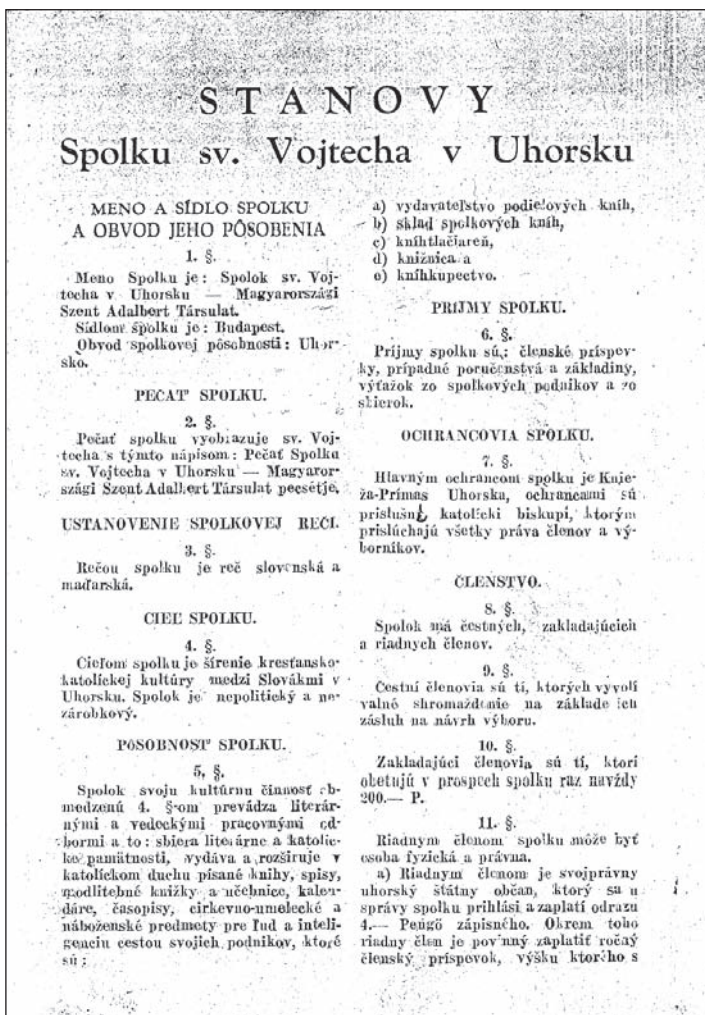 STANOVY
Spolku sv. Vojtecha v Uhorsku
MENO A SÍDLO SPOLKU
A OBVOD JEHO PÔSOBENIA
1. §.
Meno Spolku je: Spolok sv. Voj-
techa v Uhorsku — Magyarországi
Szent Adalbert Társulat.
Sídlom spolku je: Budapest.
Obvod spolkovej pôsobnosti: Uhor-
sko.
PEČAŤ SPOLKU.
2. §.
Pečať spolku vyobrazuje sv. Voj-
techa s týmto nápisom: Pečať Spolku
sv. Vojtecha v Uhorsku — Magyaror-
szági Szent Adalbert Társulat pecsétje.
USTANOVENIE SPOLKOVEJ REČI.
3. §.
Rečou spolku je reč slovenská a
maďarská.
CIEĽ SPOLKU.
4. §.
Cieľom spolku je šírenie kresťansko-
katolíckej kultúry medzi Slovákmi v
Uhorsku. Spolok je nepolitický a ne-
zárobkový.
PôSOBNOSŤ SPOLKU.
5. §.
Spolok svoju kultúrnu činnosť ob-
medzenú 4. §-om prevádza literár-
nymi a vedeckými pracovnými od-
bormi a to: sbiera literárne a katolíc-
ke pamätnosti, vydáva a rozširuje v
katolíckom duchu písané knihy, spisy,
modlitebné knižky a učebnice, kalen-
dáre, časopisy, cirkevno-umelecké a
náboženské predmety pre ľud a inteli-
genciu cestou svojich podnikov, ktoré
sú:
a) vydavateľstvo podielových kníh,
b) sklad spolkových kníh,
c) kníhtlačiareň,
d) knižnica a
e) kníhkupectvo.
PRÍJMY SPOLKU.
6. §.
Príjmy spolku sú: členské príspev-
ky, prípadné poručenstvá a základiny,
výťažok zo spolkových podnikov a zo
sbierok.
OCHRANCOVIA SPOLKU.
7. §.
Hlavným ochrancom spolku je Knie-
ža-Prímas Uhorska, ochrancami sú
príslušní katolícki biskupi, ktorým
prislúchajú všetky práva členov a vý-
borníkov.
ČLENSTVO.
8. §.
Spolok má čestných, zakladajúcich
a riadnych členov.
9. §.
Čestní členovia sú tí, ktorých vyvolí
valné shromaždenie na základe ich
zásluh na návrh výboru.
10. §.
Zakladajúci členovia sú tí, ktorí
obetujú v prospech spolku raz navždy
200.— P.
11. §.
Riadnym členom spolku môže byť
osoba fyzická a právna.
a) Riadnym členom je svojprávny
uhorský štátny občan, ktorý sa u
správy spolku prihlási a zaplatí odrazu
4.— Pengő zápisného. Okrem toho
riadny člen je povinný zaplatiť ročný
členský príspevok, výšku ktorého s